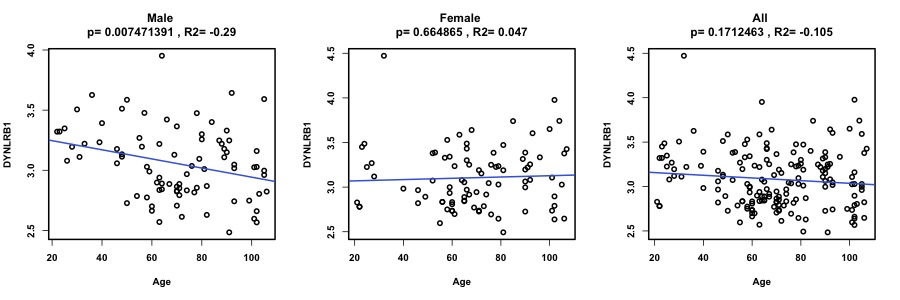 Male
p= 0.007471391 , R2= -0.29
DYNLRB1
4.0
3.5
3.0
2.5
20 40 60 80 100
Age
Female
p= 0.664865 , R2= 0.047
DYNLRB1
4.5
4.0
3.5
3.0
2.5
20 40 60 80 100
Age
All
p= 0.1712463 , R2= -0.105
DYNLRB1
4.5
4.0
3.5
3.0
2.5
20 40 60 80 100
Age